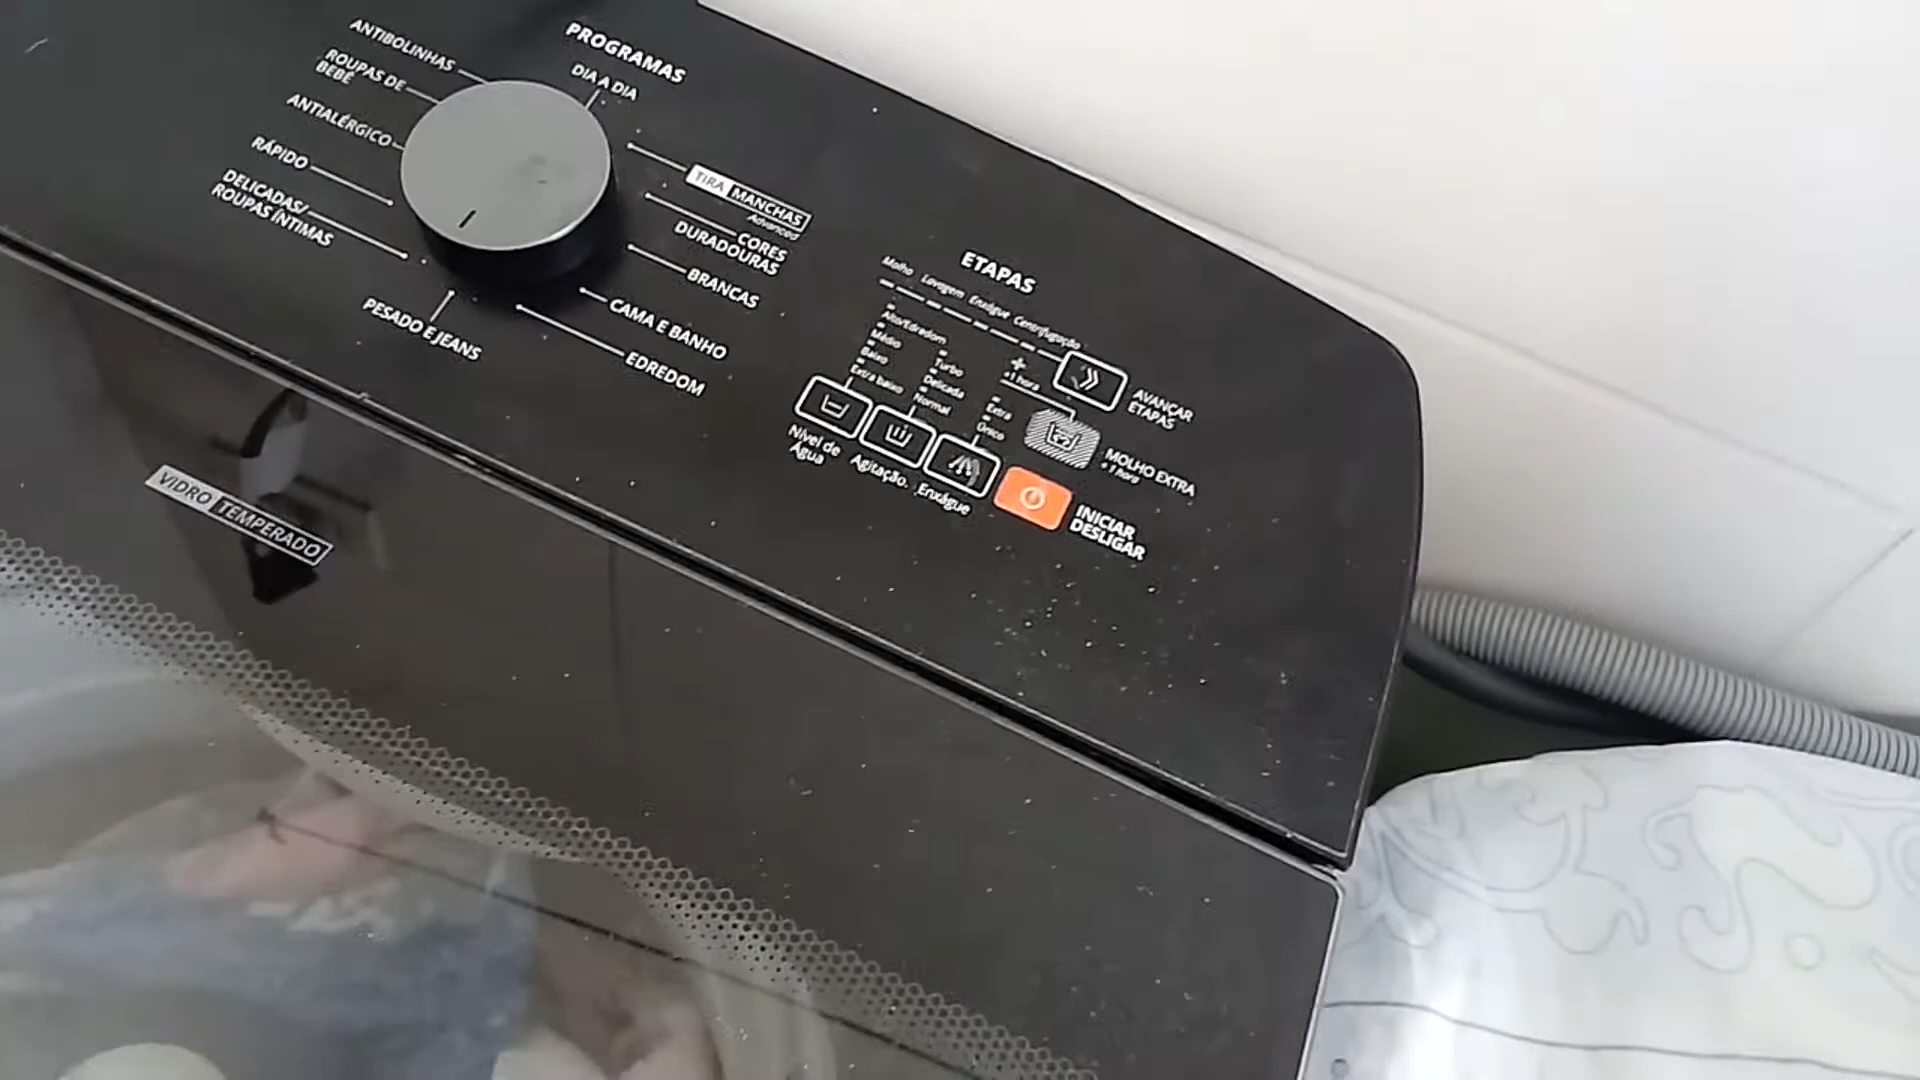 PROGRAMAS
DIA A DIA
ANTIBOLINHAS
ROUPAS DE
BEBÊ
ANTIALÉRGICO
RÁPIDO
DELICADAS/
ROUPAS ÍNTIMAS
PESADO E JEANS
TIRA MANCHAS
Advanced
CORES
DURADOURAS
BRANCAS
CAMA E BANHO
EDREDOM
ETAPAS
Molho Lavagem Enxágue Centrifugação
AVANÇAR
ETAPAS
Alto/Edredom
Médio
Baixo
Extra baixo
Turbo
Delicada
Normal
+
+1 hora
Extra
Único
MOLHO EXTRA
+ 1 hora
Nível de
Água
Agitação
Enxágue
INICIAR
DESLIGAR
VIDRO TEMPERADO